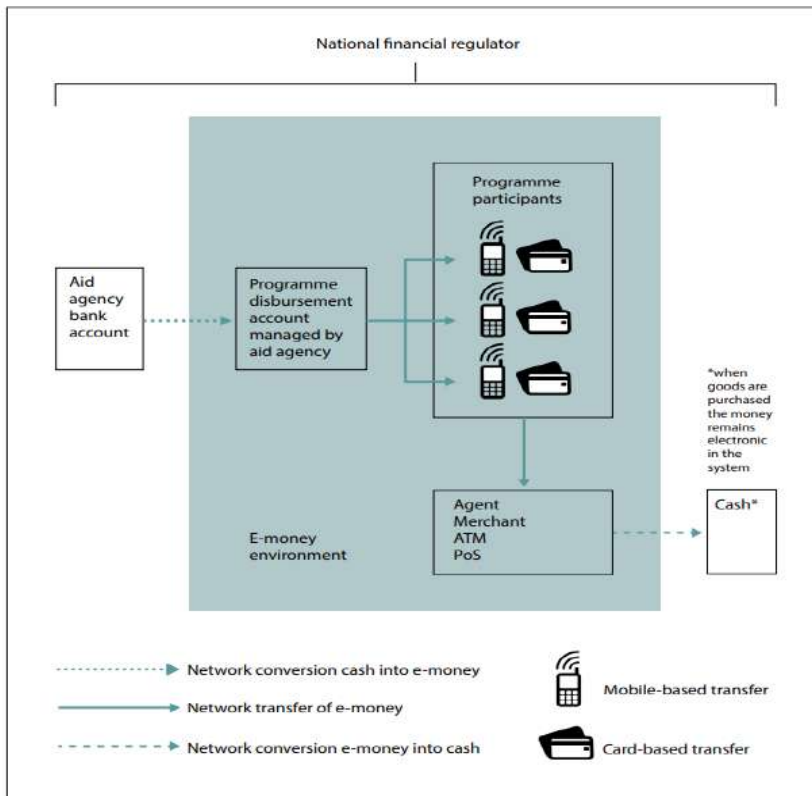 National financial regulator
Programme
participants
Aid
agency
bank
account
Programme
disbursement
account
managed by
aid agency
*when
goods are
purchased
the money
remains
electronic
in the
system
Agent
Merchant
ATM
PoS
Cash*
E-money
environment
Network conversion cash into e-money
Network transfer of e-money
Network conversion e-money into cash
Mobile-based transfer
Card-based transfer